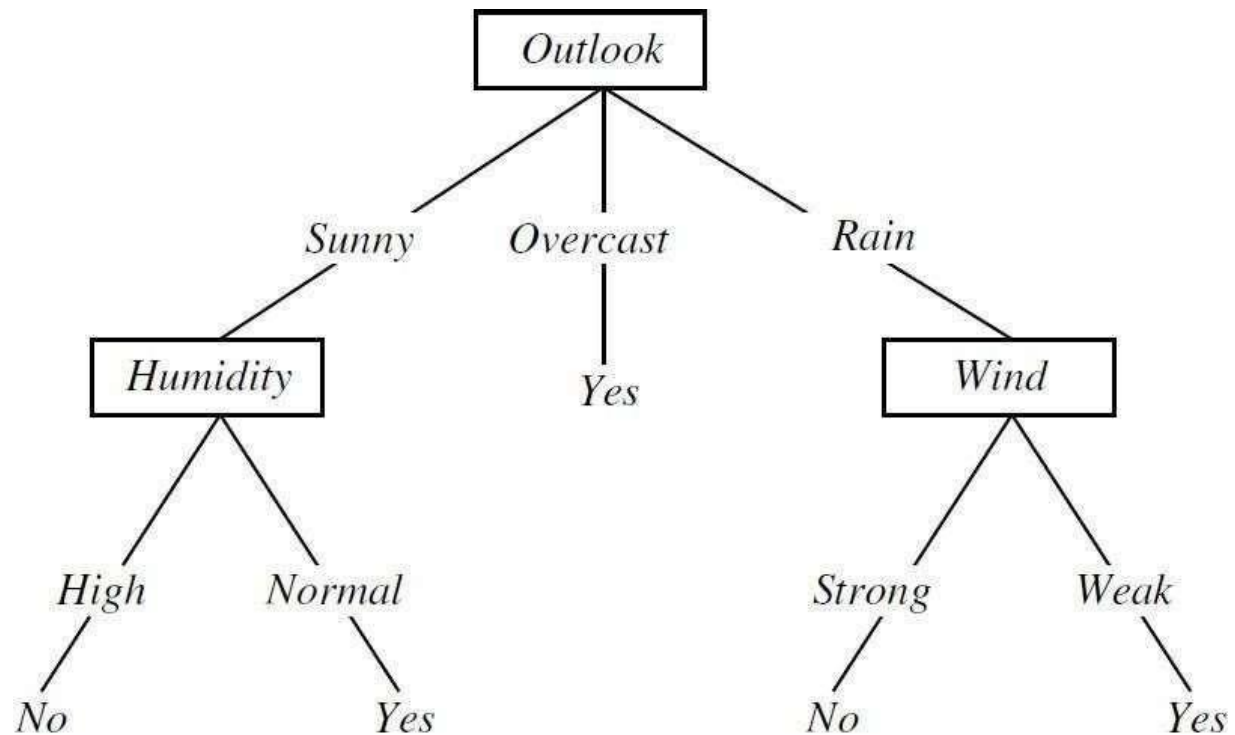 Outlook
Sunny Overcast Rain
Humidity Yes Wind
High Normal Strong Weak
No Yes No Yes